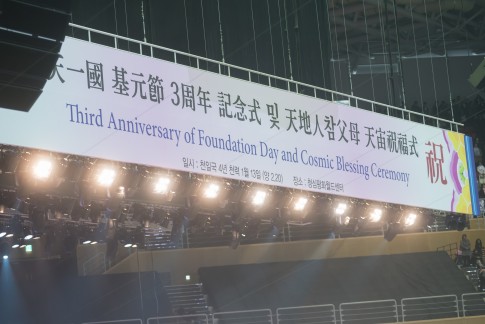 天一國 基元節 3周年 記念式 및 天地人참父母 天宙祝福式 祝
Third Anniversary of Foundation Day and Cosmic Blessing Ceremony
일시 : 천일국 4년 천력 1월 13일 (양 2.20) 장소 : 청심평화월드센터